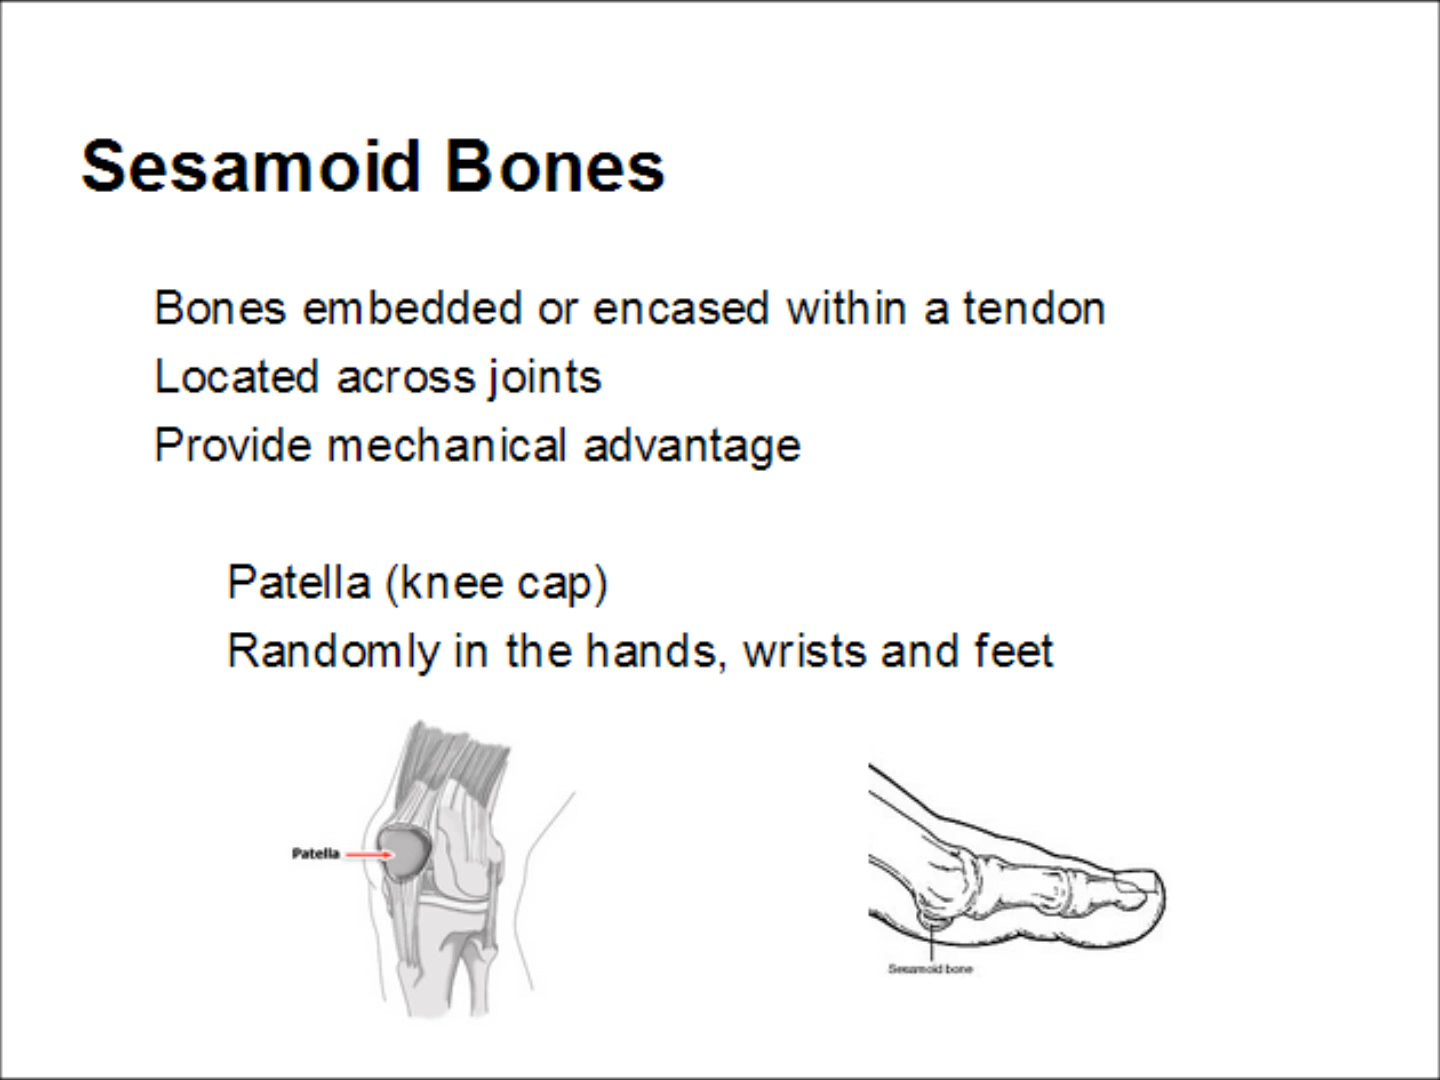 Sesamoid Bones
Bones embedded or encased within a tendon
Located across joints
Provide mechanical advantage
Patella (knee cap)
Randomly in the hands, wrists and feet
Patella
Sesamoid bone